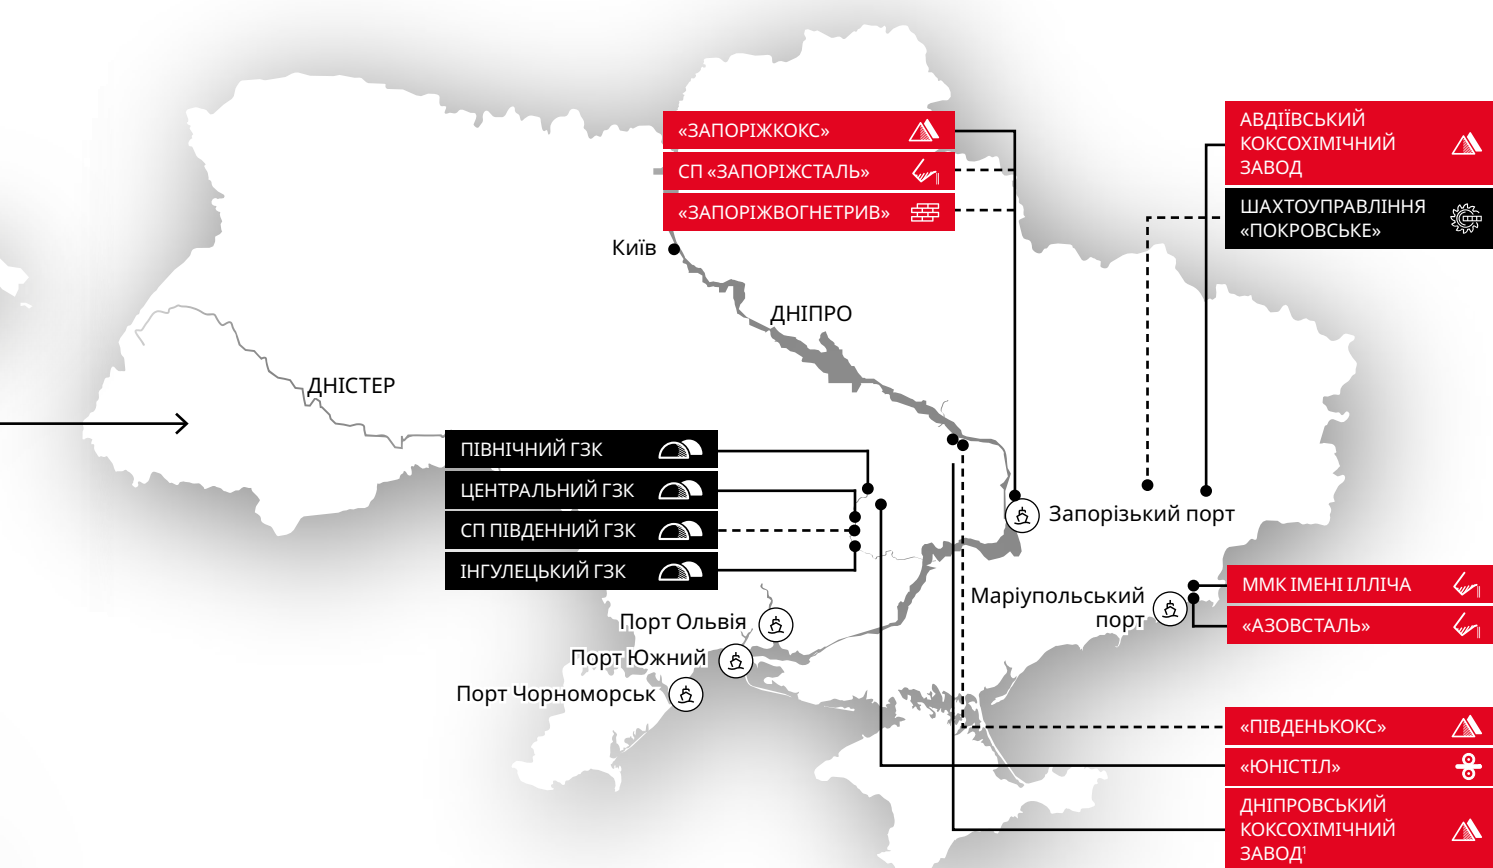 «ЗАПОРІЖКОКС»
СП «ЗАПОРІЖСТАЛЬ»
«ЗАПОРІЖВОГНЕТРИВ»
АВДІЇВСЬКИЙ
КОКСОХІМІЧНИЙ
ЗАВОД
ШАХТОУПРАВЛІННЯ
«ПОКРОВСЬКЕ»
Київ
ДНІПРО
ДНІСТЕР
ПІВНІЧНИЙ ГЗК
ЦЕНТРАЛЬНИЙ ГЗК
СП ПІВДЕННИЙ ГЗК
ІНГУЛЕЦЬКИЙ ГЗК
Запорізький порт
Маріупольський
порт
ММК ІМЕНІ ІЛЛІЧА
«АЗОВСТАЛЬ»
Порт Ольвія
Порт Южний
Порт Чорноморськ
«ПІВДЕНЬКОКС»
«ЮНІСТІЛ»
ДНІПРОВСЬКИЙ
КОКСОХІМІЧНИЙ
ЗАВОД¹